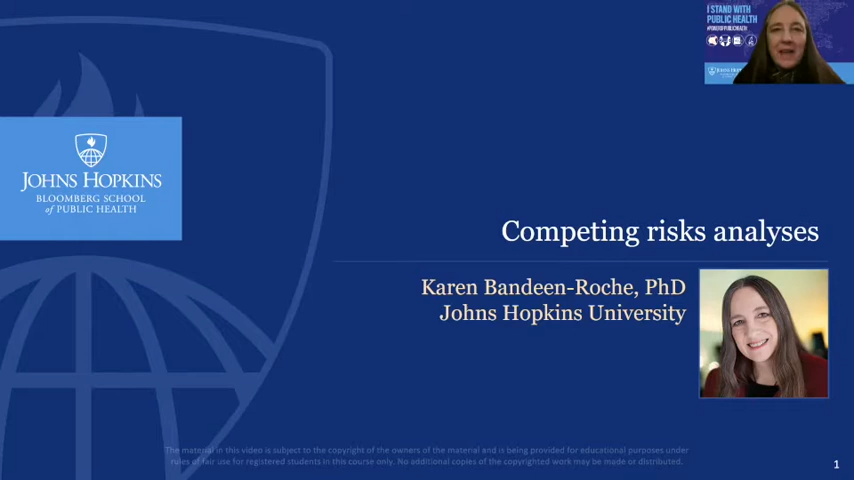 I STAND WITH
PUBLIC HEALTH
JOHNS HOPKINS
BLOOMBERG SCHOOL
of PUBLIC HEALTH
Competing risks analyses
Karen Bandeen-Roche, PhD
Johns Hopkins University
The material in this video is subject to the copyright of the owners of the material and is being provided for educational purposes under
rules of fair use for registered students in this course only. No additional copies of the copyrighted work may be made or distributed.
1